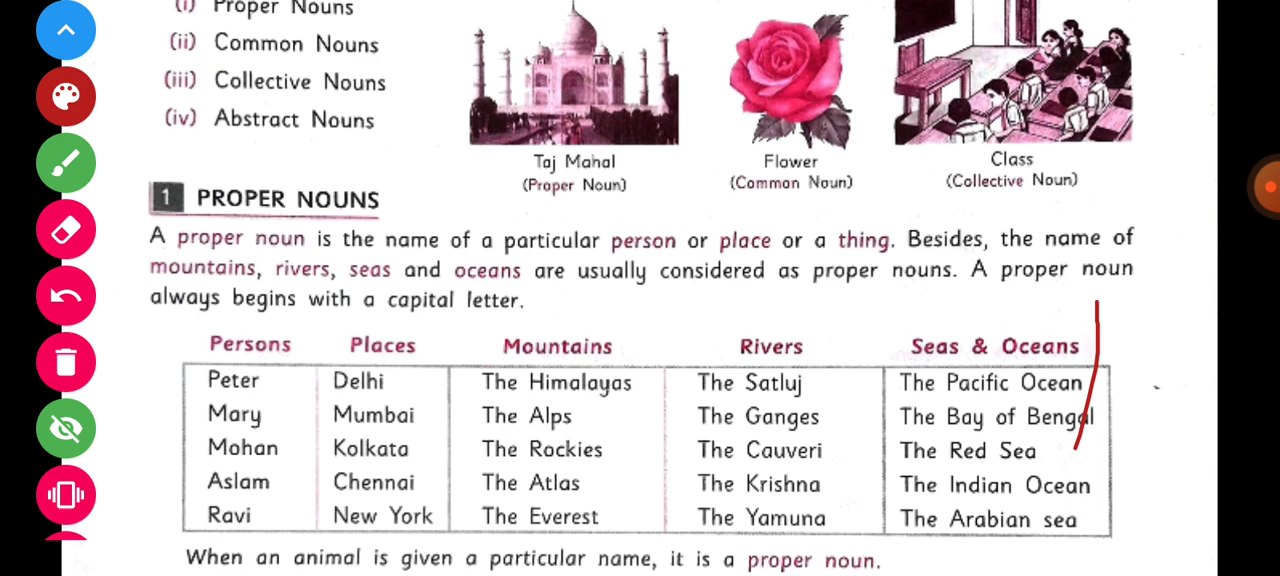 (i) Proper Nouns
(ii) Common Nouns
(iii) Collective Nouns
(iv) Abstract Nouns
Taj Mahal
(Proper Noun)
Flower
(Common Noun)
Class
(Collective Noun)
1 PROPER NOUNS
A proper noun is the name of a particular person or place or a thing. Besides, the name of
mountains, rivers, seas and oceans are usually considered as proper nouns. A proper noun
always begins with a capital letter.
Persons Places Mountains Rivers Seas & Oceans
Peter Delhi The Himalayas The Satluj The Pacific Ocean
Mary Mumbai The Alps The Ganges The Bay of Bengal
Mohan Kolkata The Rockies The Cauveri The Red Sea
Aslam Chennai The Atlas The Krishna The Indian Ocean
Ravi New York The Everest The Yamuna The Arabian sea
When an animal is given a particular name, it is a proper noun.